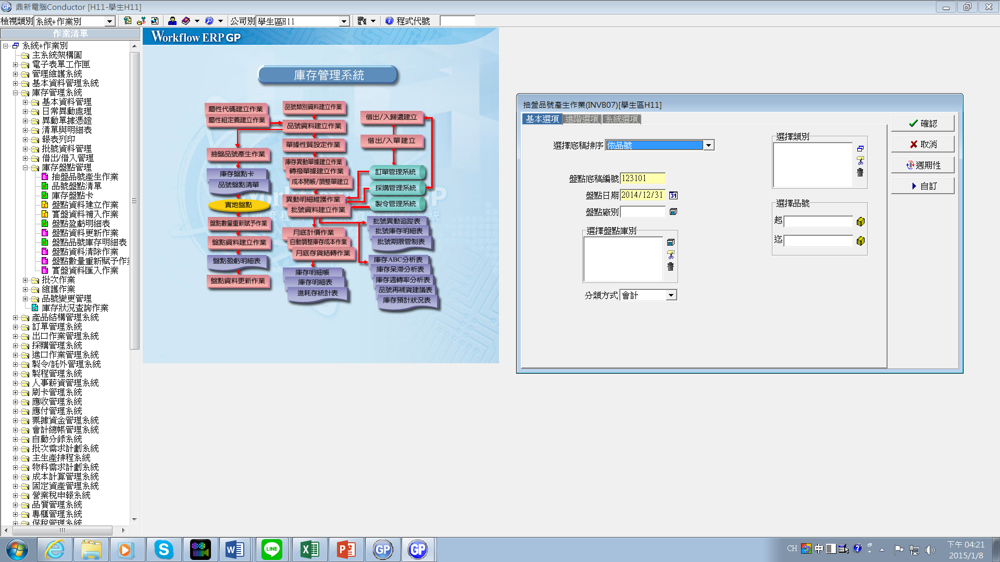 鼎新電腦Conductor [H11-學生H11]
檢視類別 系統+作業別 公司別 學生區H11 程式代號
作業清單
系統+作業別
主系統架構圖
電子表單工作匣
管理維護系統
基本資料管理系統
庫存管理系統
基本資料管理
日常異動處理
異動單據憑證
清單與明細表
報表列印
批號資料管理
借出/借入管理
庫存盤點管理
抽盤品號產生作業
品號盤點清單
庫存盤點卡
盤點資料建立作業
實盤資料補入作業
盤點盈虧明細表
盤點資料更新作業
盤點品號庫存明細表
盤點資料清除作業
盤點數量重新賦予作業
實盤資料匯入作業
批次作業
維護作業
品號變更管理
庫存狀況查詢作業
產品結構管理系統
訂單管理系統
出口作業管理系統
採購管理系統
進口作業管理系統
製令/託外管理系統
製程管理系統
人事薪資管理系統
刷卡管理系統
應收管理系統
應付管理系統
票據資金管理系統
會計總帳管理系統
自動分錄系統
批次需求計劃系統
主生產排程系統
物料需求計劃系統
成本計算管理系統
固定資產管理系統
營業稅申報系統
品質管理系統
專櫃管理系統
保稅管理系統
Workflow ERP GP
庫存管理系統
屬性代碼建立作業
屬性組定義建立作業
抽盤品號產生作業
庫存盤點卡
品號盤點清單
實地盤點
盤點數量重新賦予作業
盤點資料建立作業
盤點盈虧明細表
盤點資料更新作業
品號類別資料建立作業
品號資料建立作業
單據性質設定作業
庫存異動單據建立作業
轉撥單據建立作業
成本開帳/調整單建立
異動明細維護作業
批號資料建立作業
月底計價作業
自動調整庫存成本作業
月底存貨結轉作業
庫存明細帳
庫存明細表
進耗存統計表
借出/入歸還建立
借出/入單建立
訂單管理系統
採購管理系統
製令管理系統
批號異動追蹤表
批號庫存明細表
批號期限管制表
庫存ABC分析表
庫存呆滯分析表
庫存週轉率分析表
品號再補貨建議表
庫存預計狀況表
抽盤品號產生作業(INVB07)[學生區H11]
基本選項 進階選項 系統選項
選擇底稿排序 依品號
盤點底稿編號 123101
盤點日期 2014/12/31
盤點廠別
選擇盤點庫別
分類方式 會計
選擇類別
選擇品號
起
迄
確認
取消
週期性
自訂
CH 中
下午 04:21
2015/1/8